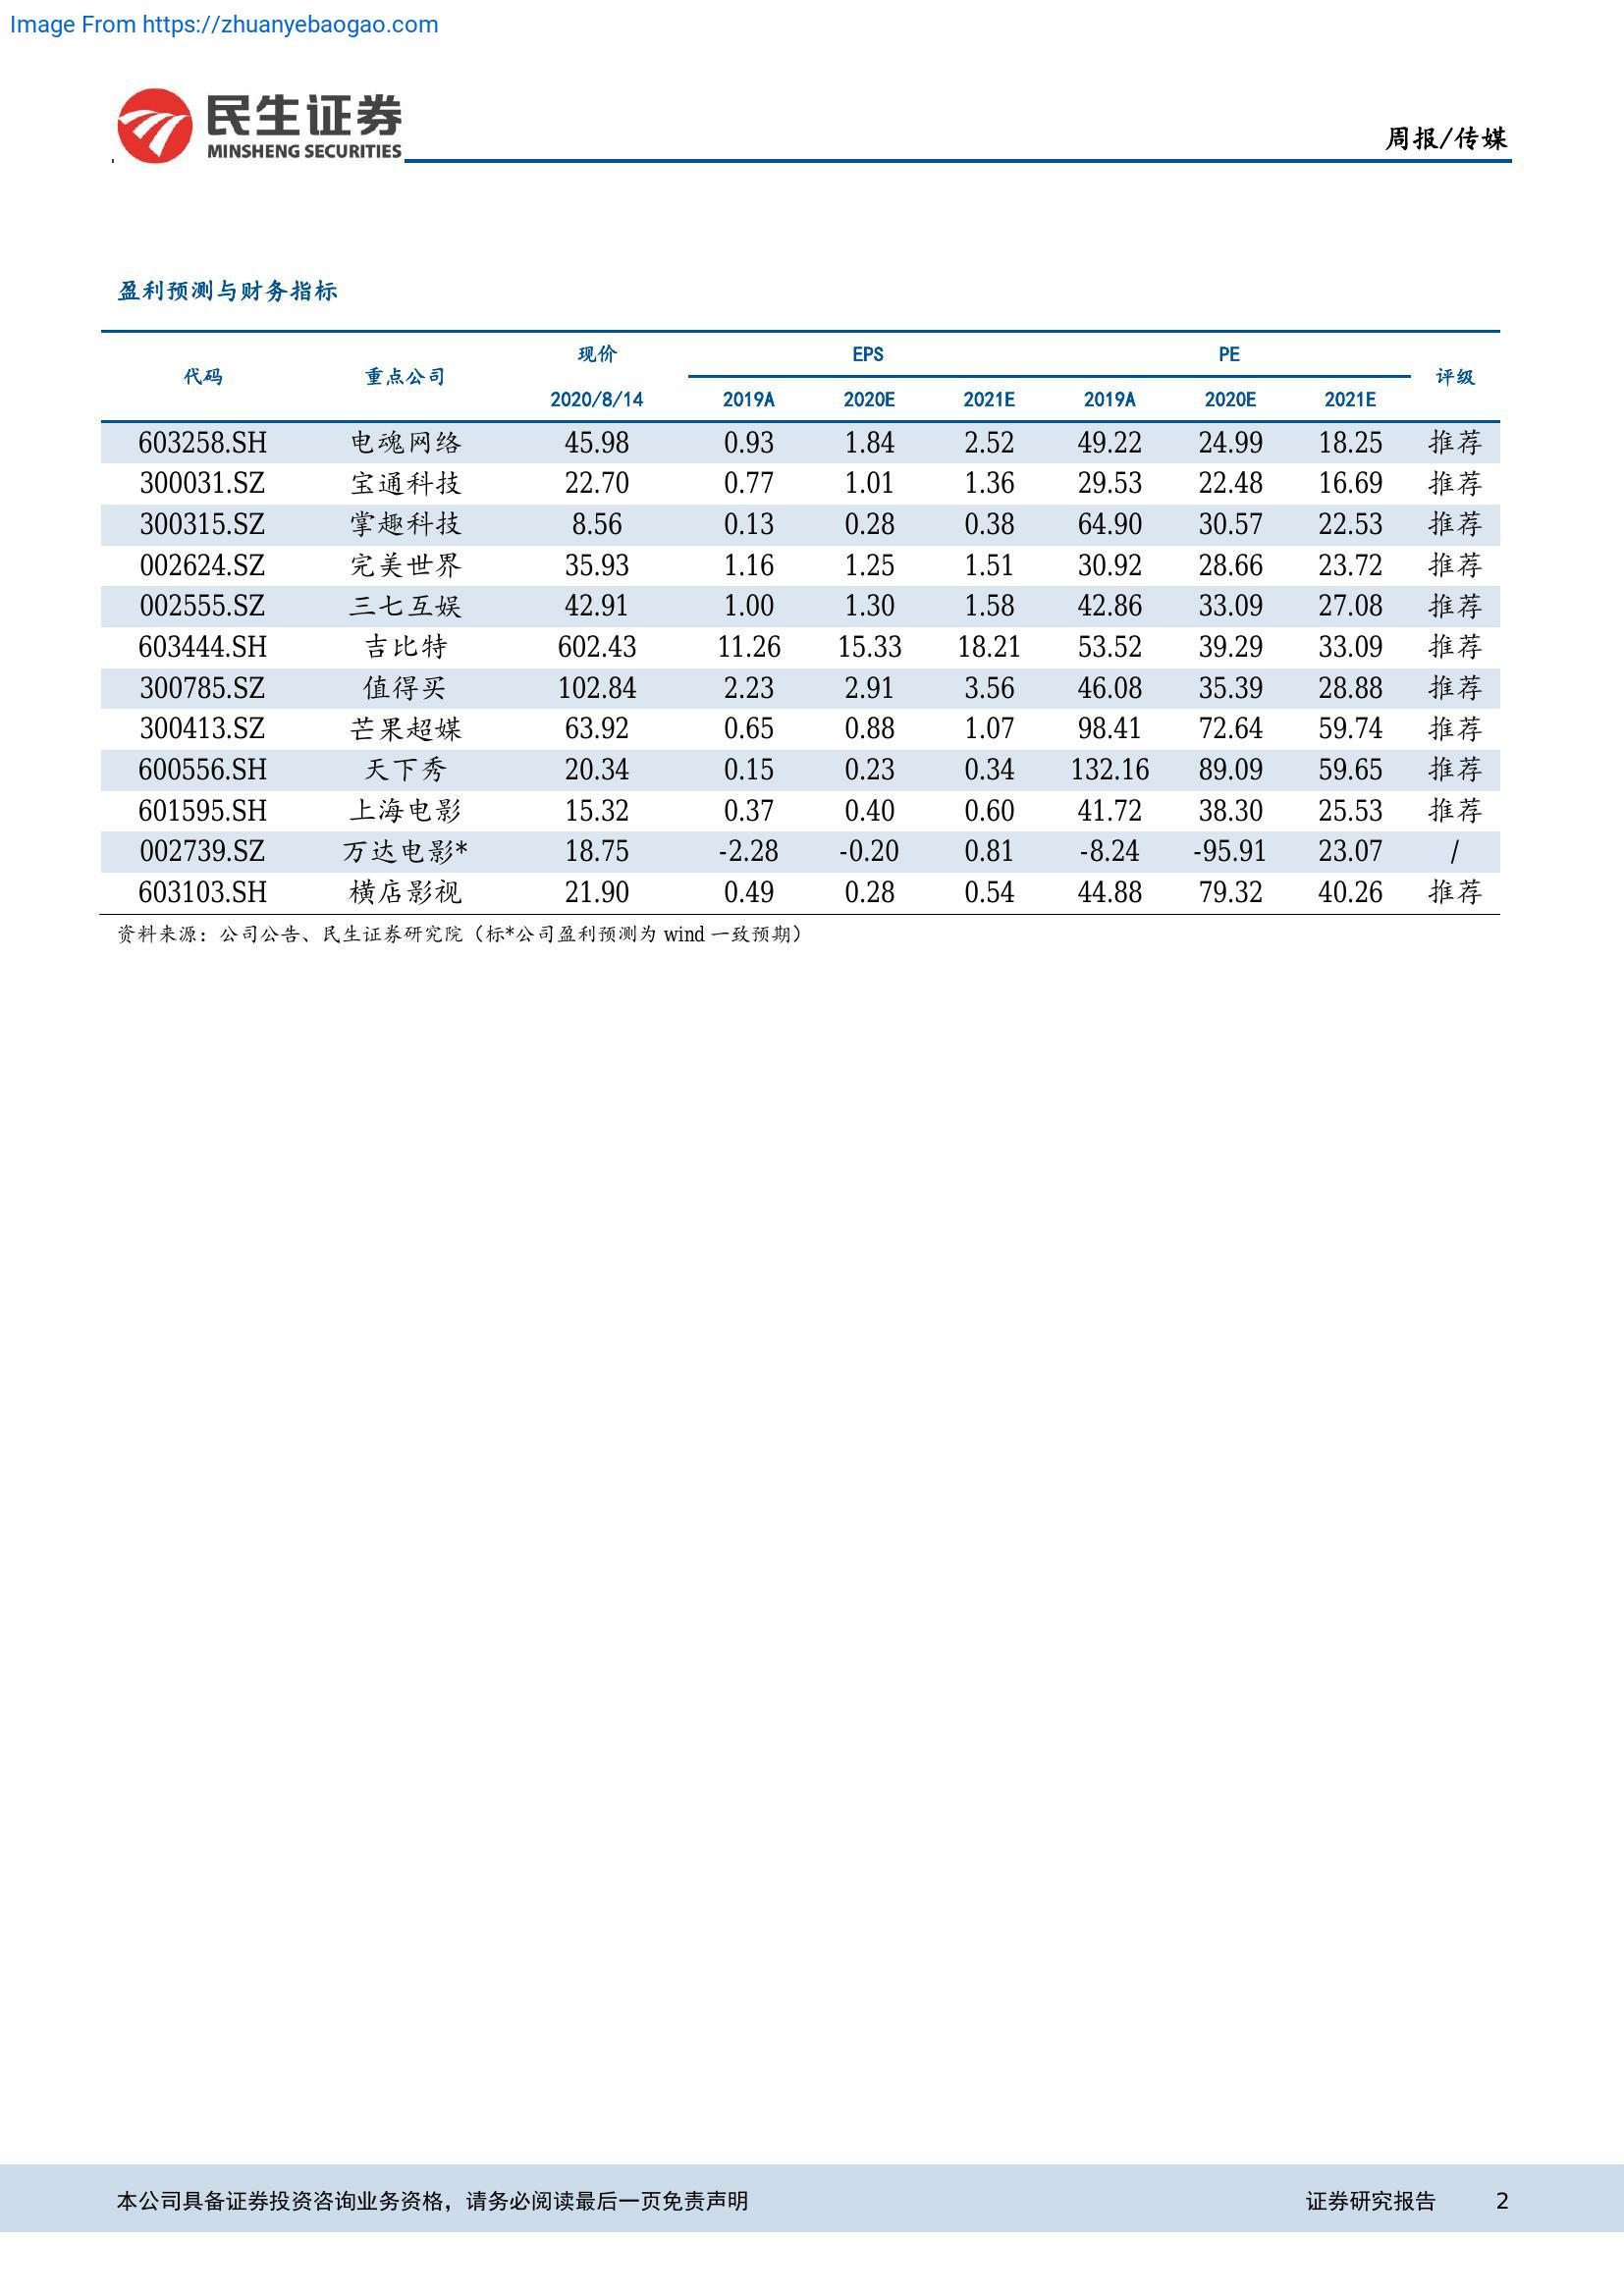 Image From https://zhuanyebaogao.com
民生证券
MINSHENG SECURITIES
周报/传媒
盈利预测与财务指标
代码 重点公司 现价 EPS PE 评级
2020/8/14 2019A 2020E 2021E 2019A 2020E 2021E
603258.SH 电魂网络 45.98 0.93 1.84 2.52 49.22 24.99 18.25 推荐
300031.SZ 宝通科技 22.70 0.77 1.01 1.36 29.53 22.48 16.69 推荐
300315.SZ 掌趣科技 8.56 0.13 0.28 0.38 64.90 30.57 22.53 推荐
002624.SZ 完美世界 35.93 1.16 1.25 1.51 30.92 28.66 23.72 推荐
002555.SZ 三七互娱 42.91 1.00 1.30 1.58 42.86 33.09 27.08 推荐
603444.SH 吉比特 602.43 11.26 15.33 18.21 53.52 39.29 33.09 推荐
300785.SZ 值得买 102.84 2.23 2.91 3.56 46.08 35.39 28.88 推荐
300413.SZ 芒果超媒 63.92 0.65 0.88 1.07 98.41 72.64 59.74 推荐
600556.SH 天下秀 20.34 0.15 0.23 0.34 132.16 89.09 59.65 推荐
601595.SH 上海电影 15.32 0.37 0.40 0.60 41.72 38.30 25.53 推荐
002739.SZ 万达电影* 18.75 -2.28 -0.20 0.81 -8.24 -95.91 23.07 /
603103.SH 横店影视 21.90 0.49 0.28 0.54 44.88 79.32 40.26 推荐
资料来源：公司公告、民生证券研究院（标*公司盈利预测为 wind 一致预期）
本公司具备证券投资咨询业务资格，请务必阅读最后一页免责声明 证券研究报告 2